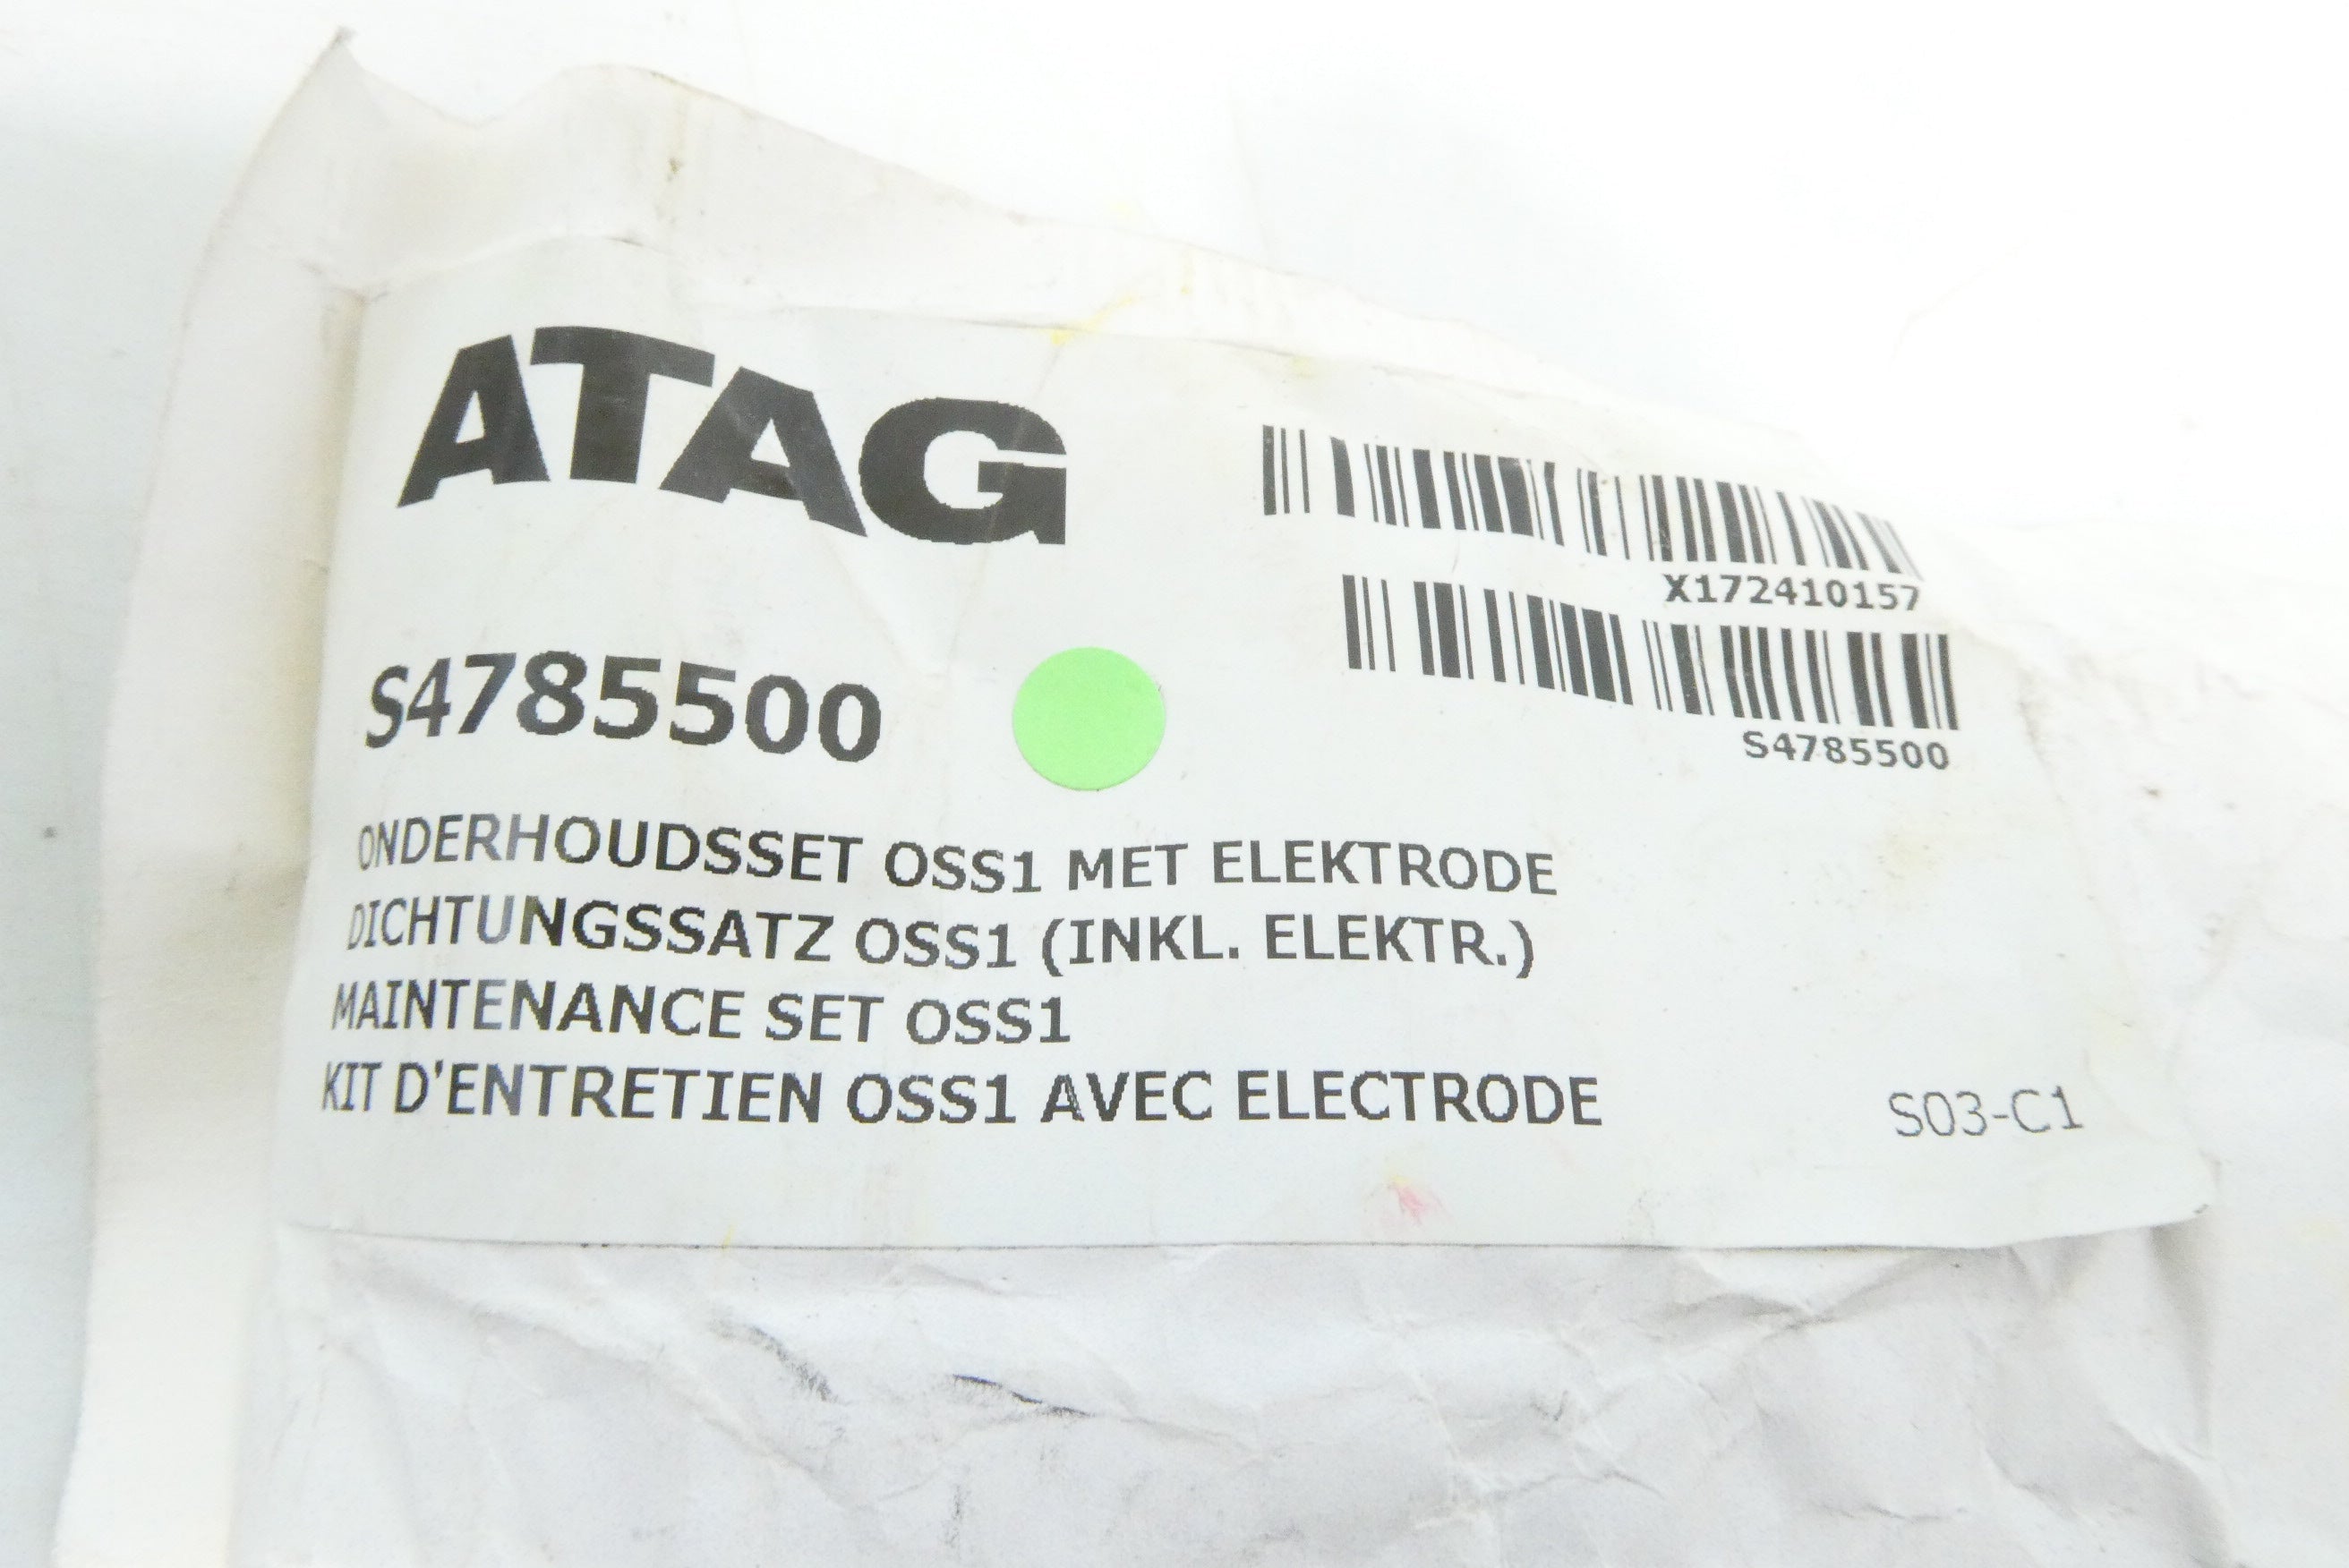 ATAG
X172410157
S4785500
S4785500
ONDERHOUDSSET OSS1 MET ELEKTRODE
DICHTUNGSSATZ OSS1 (INKL. ELEKTR.)
MAINTENANCE SET OSS1
KIT D'ENTRETIEN OSS1 AVEC ELECTRODE
S03-C1